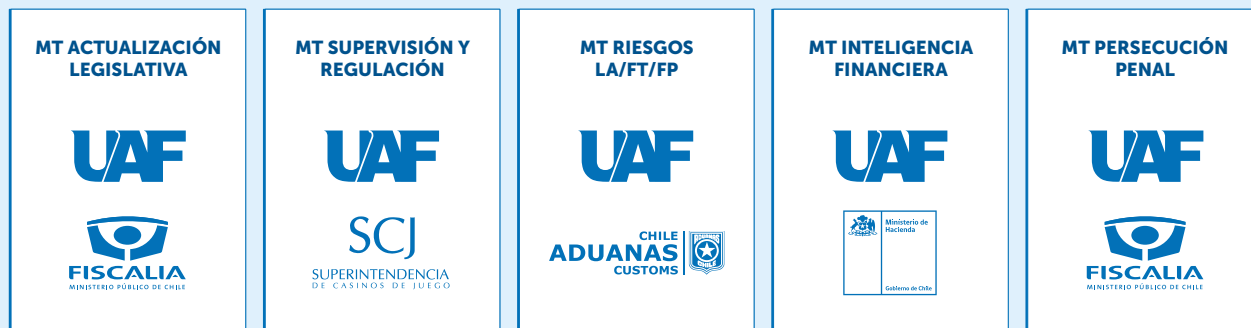 MT ACTUALIZACIÓN
LEGISLATIVA
UAF
FISCALIA
MINISTERIO PÚBLICO DE CHILE
MT SUPERVISIÓN Y
REGULACIÓN
UAF
SCJ
SUPERINTENDENCIA
DE CASINOS DE JUEGO
MT RIESGOS
LA/FT/FP
UAF
CHILE
ADUANAS
CUSTOMS
MT INTELIGENCIA
FINANCIERA
UAF
Ministerio de
Hacienda
Gobierno de Chile
MT PERSECUCIÓN
PENAL
UAF
FISCALIA
MINISTERIO PÚBLICO DE CHILE